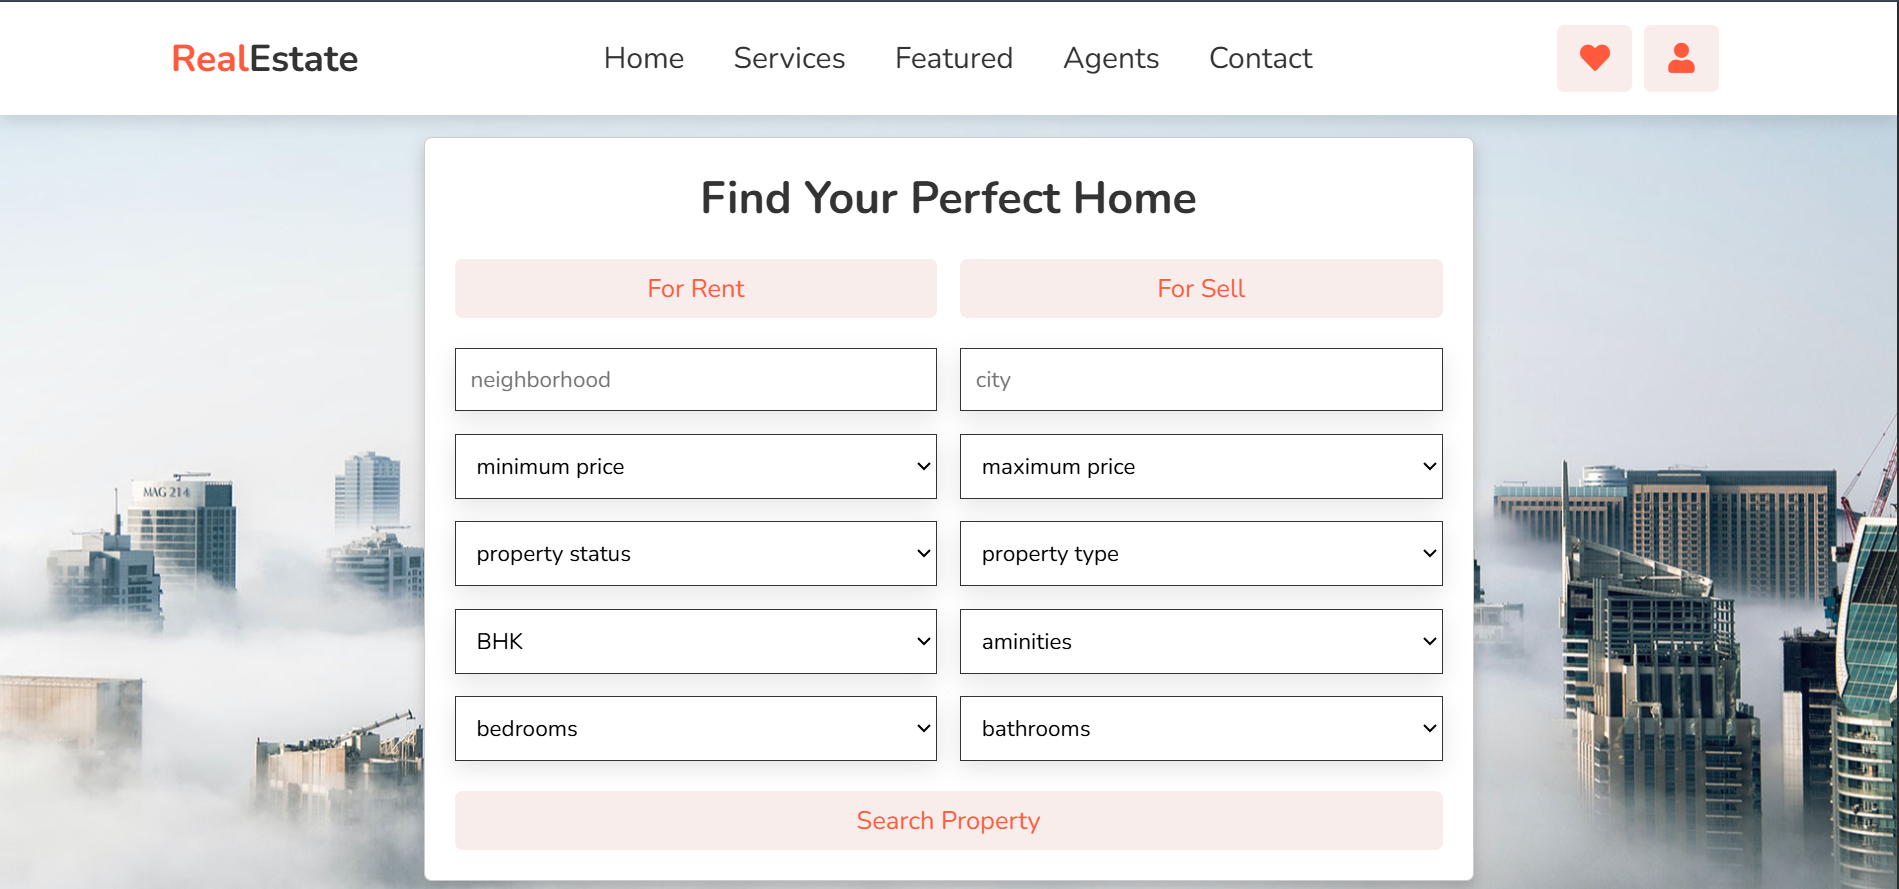 RealEstate Home Services Featured Agents Contact
Find Your Perfect Home
For Rent For Sell
neighborhood city
minimum price maximum price
property status property type
BHK aminities
bedrooms bathrooms
Search Property
MAG 214